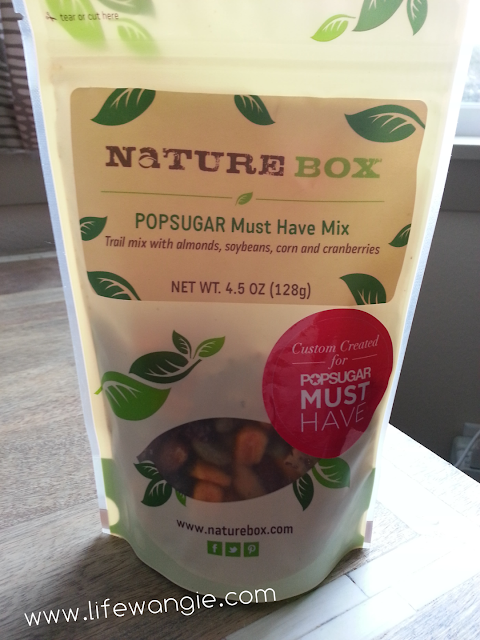 tear or cut here
NaTURE BOX
POPSUGAR Must Have Mix
Trail mix with almonds, soybeans, corn and cranberries
NET WT. 4.5 OZ (128g)
Custom Created
for
POPSUGAR
MUST
HAVE
www.naturebox.com
www.lifewangie.com